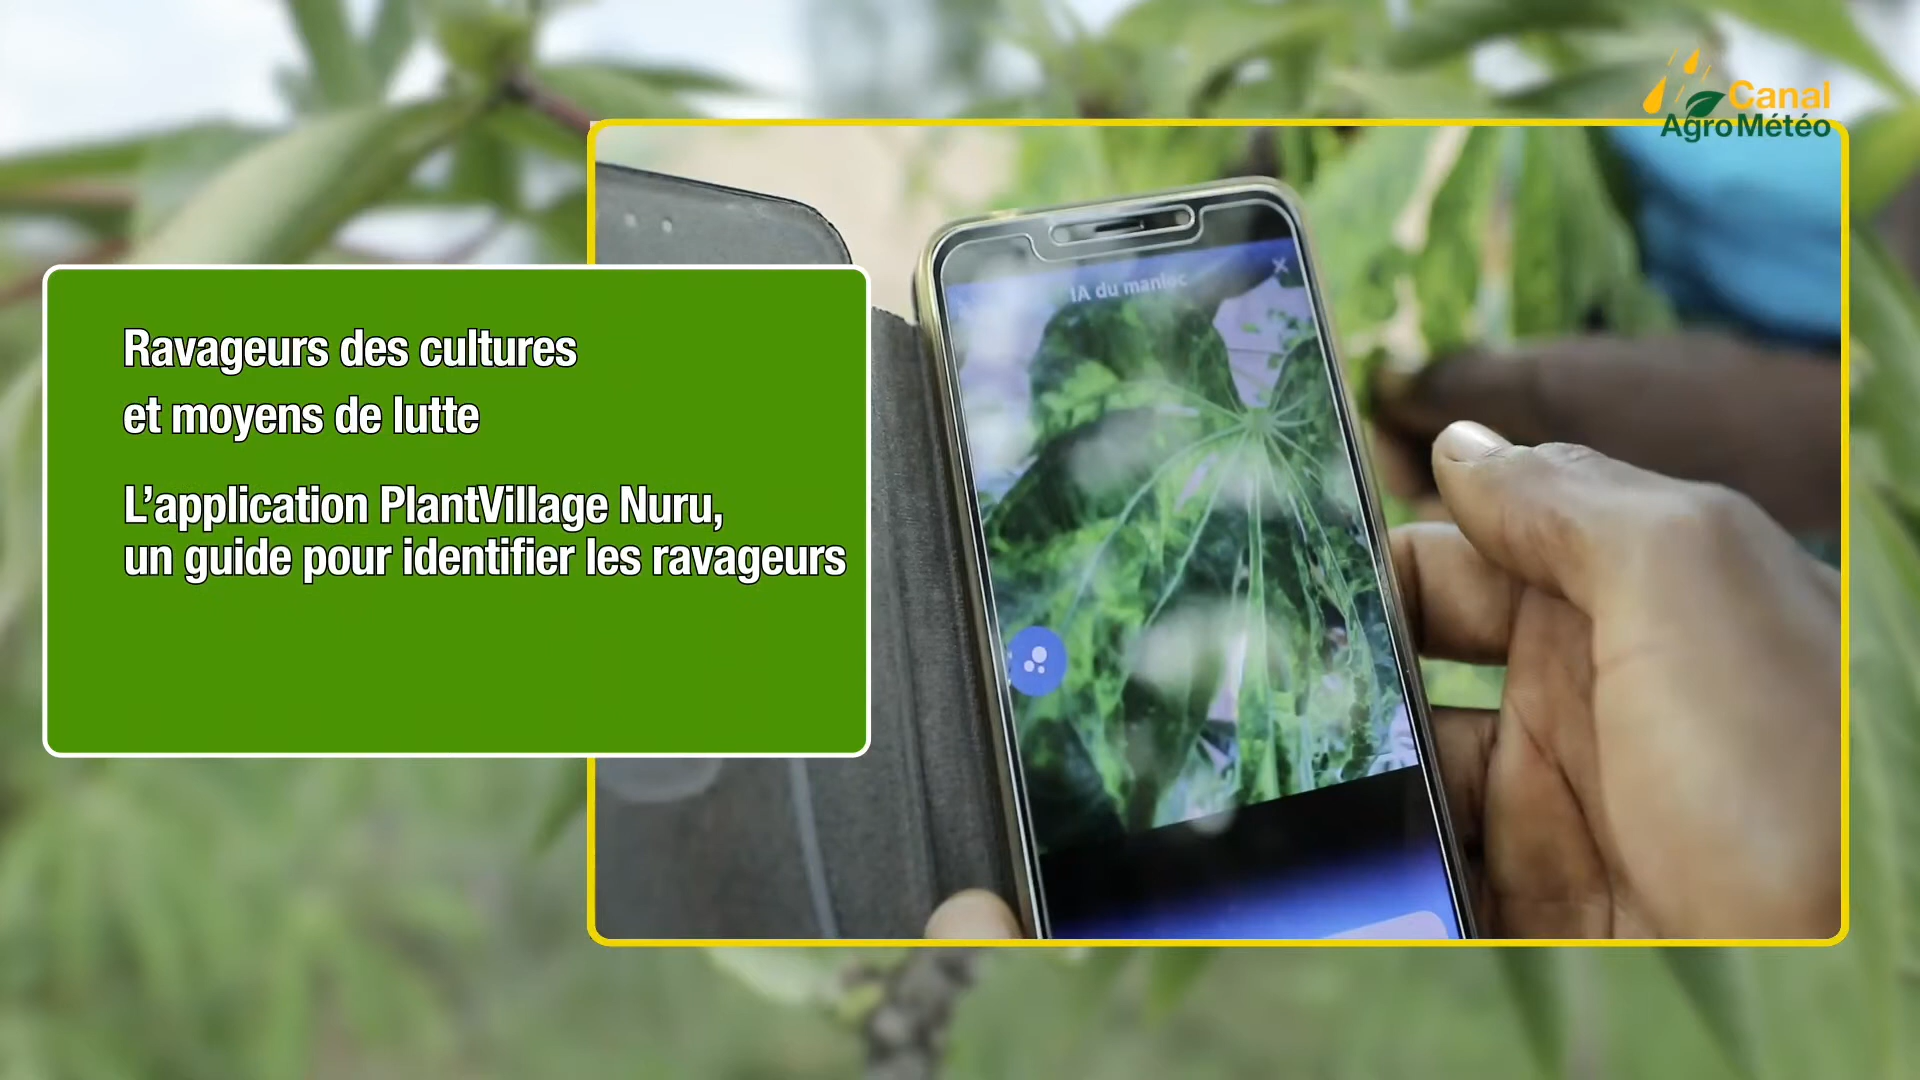 Canal
AgroMétéo
Ravageurs des cultures
et moyens de lutte
L'application PlantVillage Nuru,
un guide pour identifier les ravageurs
IA du manioc